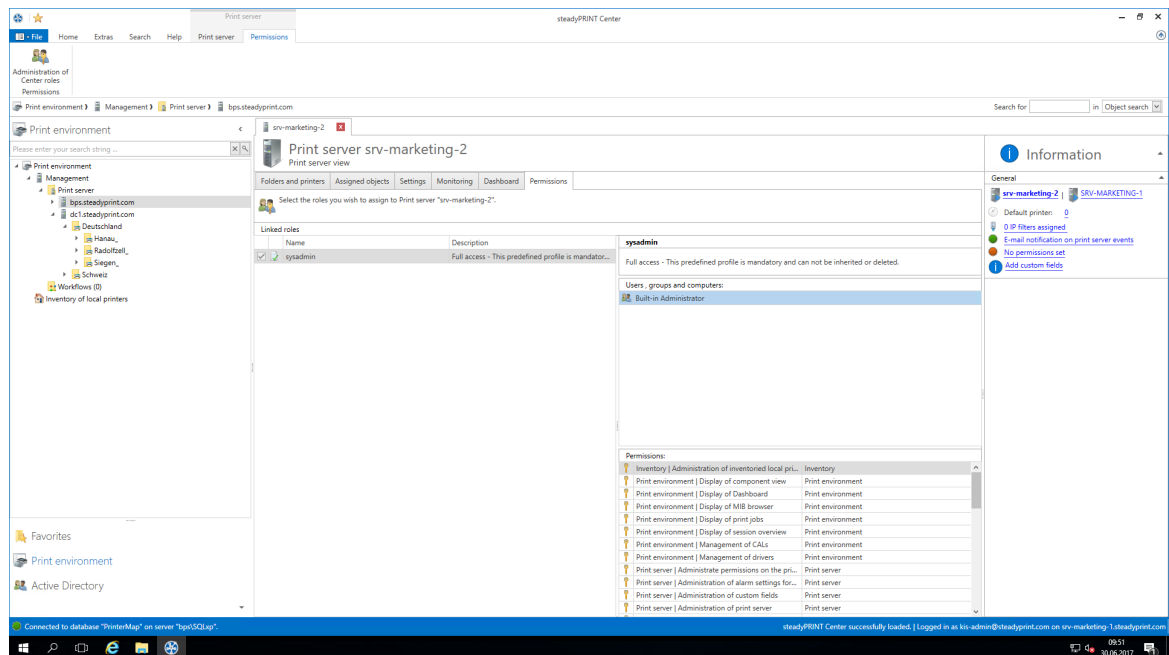 Print server
steadyPRINT Center
File Home Extras Search Help Print server Permissions
Administration of
Center roles
Permissions
Print environment Management Print server bps.steadyprint.com
Search for in Object search
Print environment
Please enter your search string ...
Print environment
Management
Print server
bps.steadyprint.com
dc1.steadyprint.com
Deutschland
Hanau_
Radolfzell_
Siegen_
Schweiz
Workflows (0)
Inventory of local printers
Favorites
Print environment
Active Directory
srv-marketing-2
Print server srv-marketing-2
Print server view
Folders and printers Assigned objects Settings Monitoring Dashboard Permissions
Select the roles you wish to assign to Print server "srv-marketing-2".
Linked roles
Name Description
sysadmin Full access - This predefined profile is mandator...
sysadmin
Full access - This predefined profile is mandatory and can not be inherited or deleted.
Users , groups and computers:
Built-in Administrator
Permissions:
Inventory | Administration of inventoried local pri... Inventory
Print environment | Display of component view Print environment
Print environment | Display of Dashboard Print environment
Print environment | Display of MIB browser Print environment
Print environment | Display of print jobs Print environment
Print environment | Display of session overview Print environment
Print environment | Management of CALs Print environment
Print environment | Management of drivers Print environment
Print server | Administrate permissions on the pri... Print server
Print server | Administration of alarm settings for... Print server
Print server | Administration of custom fields Print server
Print server | Administration of print server Print server
Information
General
srv-marketing-2 | SRV-MARKETING-1
Default printer: 0
0 IP filters assigned
E-mail notification on print server events
No permissions set
Add custom fields
Connected to database "PrinterMap" on server "bps\SQLxp".
steadyPRINT Center successfully loaded. | Logged in as kis-admin@steadyprint.com on srv-marketing-1.steadyprint.com
09:51
30.06.2017